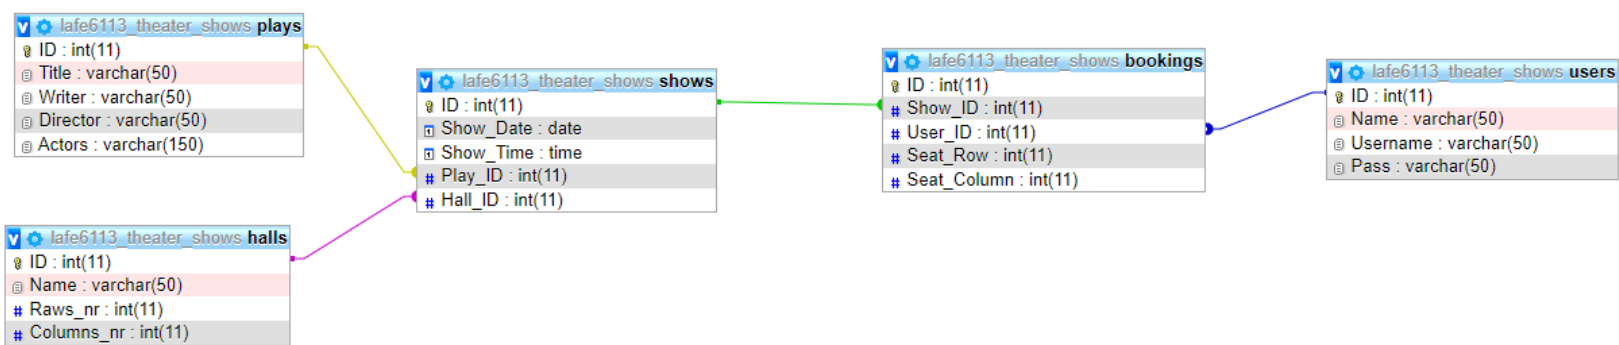 lafe6113_theater_shows plays
ID : int(11)
Title : varchar(50)
Writer : varchar(50)
Director : varchar(50)
Actors : varchar(150)
lafe6113_theater_shows halls
ID : int(11)
Name : varchar(50)
Raws_nr : int(11)
Columns_nr : int(11)
lafe6113_theater_shows shows
ID : int(11)
Show_Date : date
Show_Time : time
Play_ID : int(11)
Hall_ID : int(11)
lafe6113_theater_shows bookings
ID : int(11)
Show_ID : int(11)
User_ID : int(11)
Seat_Row : int(11)
Seat_Column : int(11)
lafe6113_theater_shows users
ID : int(11)
Name : varchar(50)
Username : varchar(50)
Pass : varchar(50)